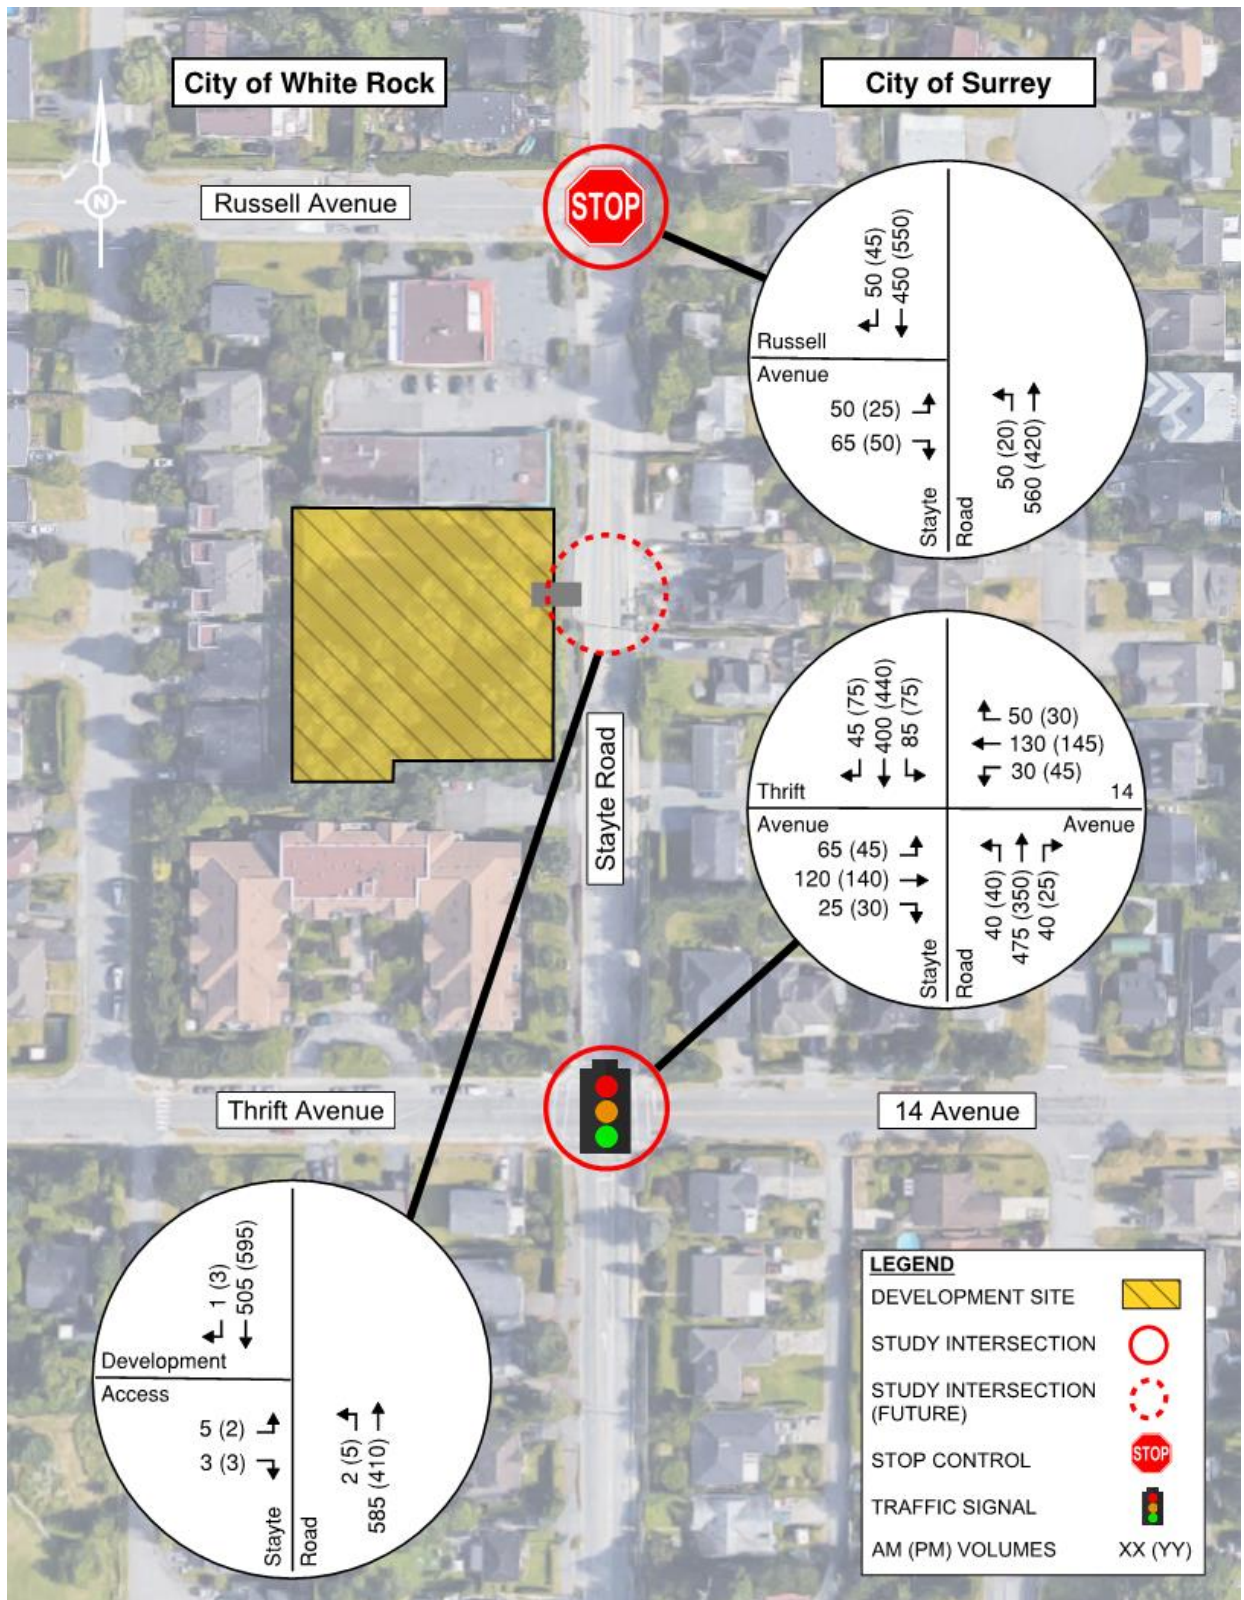 City of White Rock
City of Surrey
N
Russell Avenue
STOP
50 (45)
450 (550)
Russell
Avenue
50 (25)
65 (50)
50 (20)
560 (420)
Stayte
Road
Stayte Road
45 (75)
400 (440)
85 (75)
50 (30)
130 (145)
30 (45)
Thrift
14
Avenue
Avenue
65 (45)
120 (140)
25 (30)
40 (40)
475 (350)
40 (25)
Stayte
Road
Thrift Avenue
14 Avenue
1 (3)
505 (595)
Development
Access
5 (2)
3 (3)
2 (5)
585 (410)
Stayte
Road
LEGEND
DEVELOPMENT SITE
STUDY INTERSECTION
STUDY INTERSECTION
(FUTURE)
STOP CONTROL
STOP
TRAFFIC SIGNAL
AM (PM) VOLUMES XX (YY)